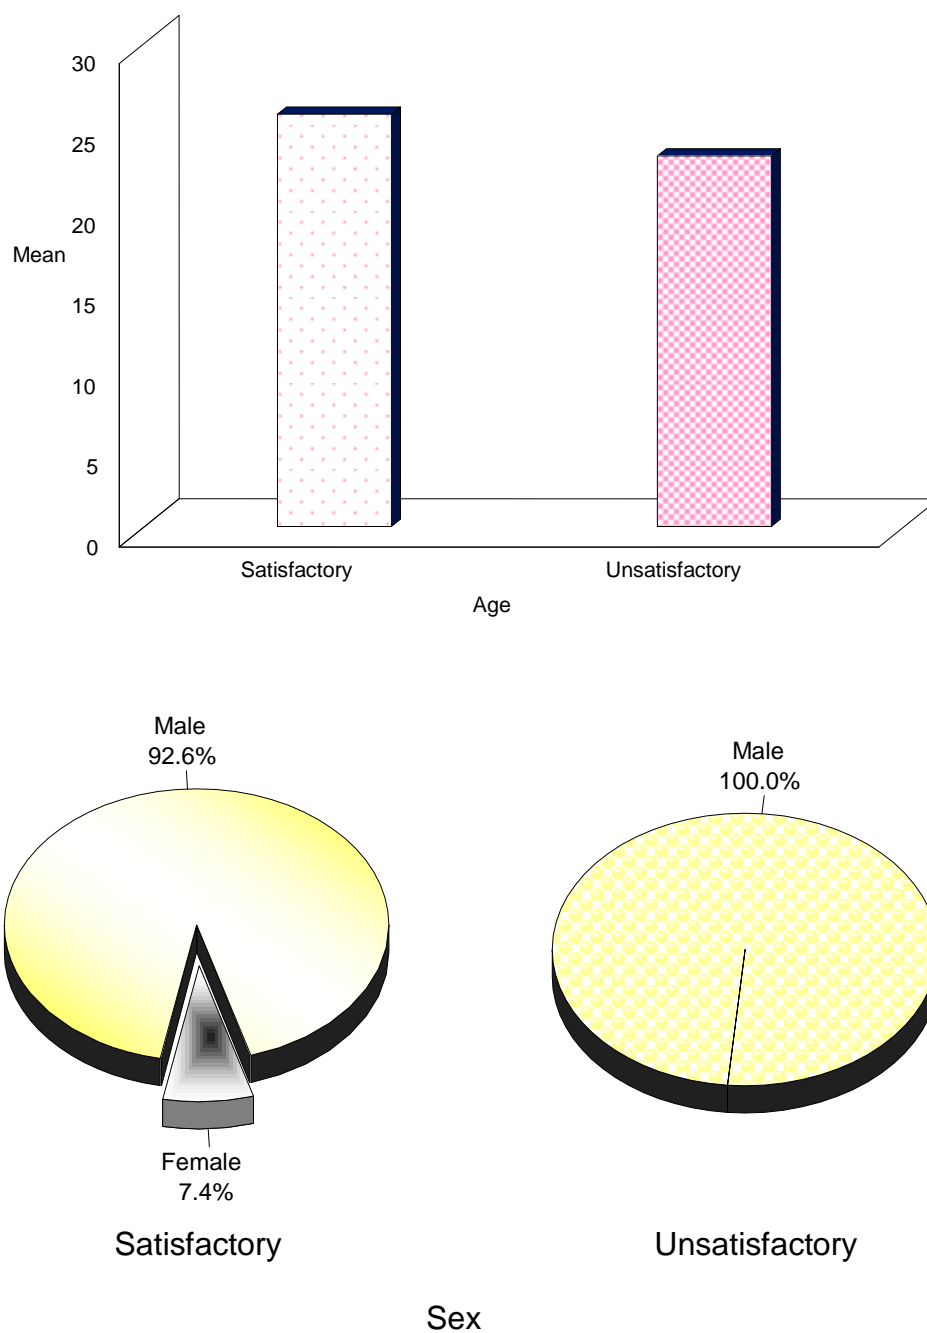 30
25
20
Mean
15
10
5
0
Satisfactory
Unsatisfactory
Age
Male
92.6%
Male
100.0%
Female
7.4%
Satisfactory
Unsatisfactory
Sex